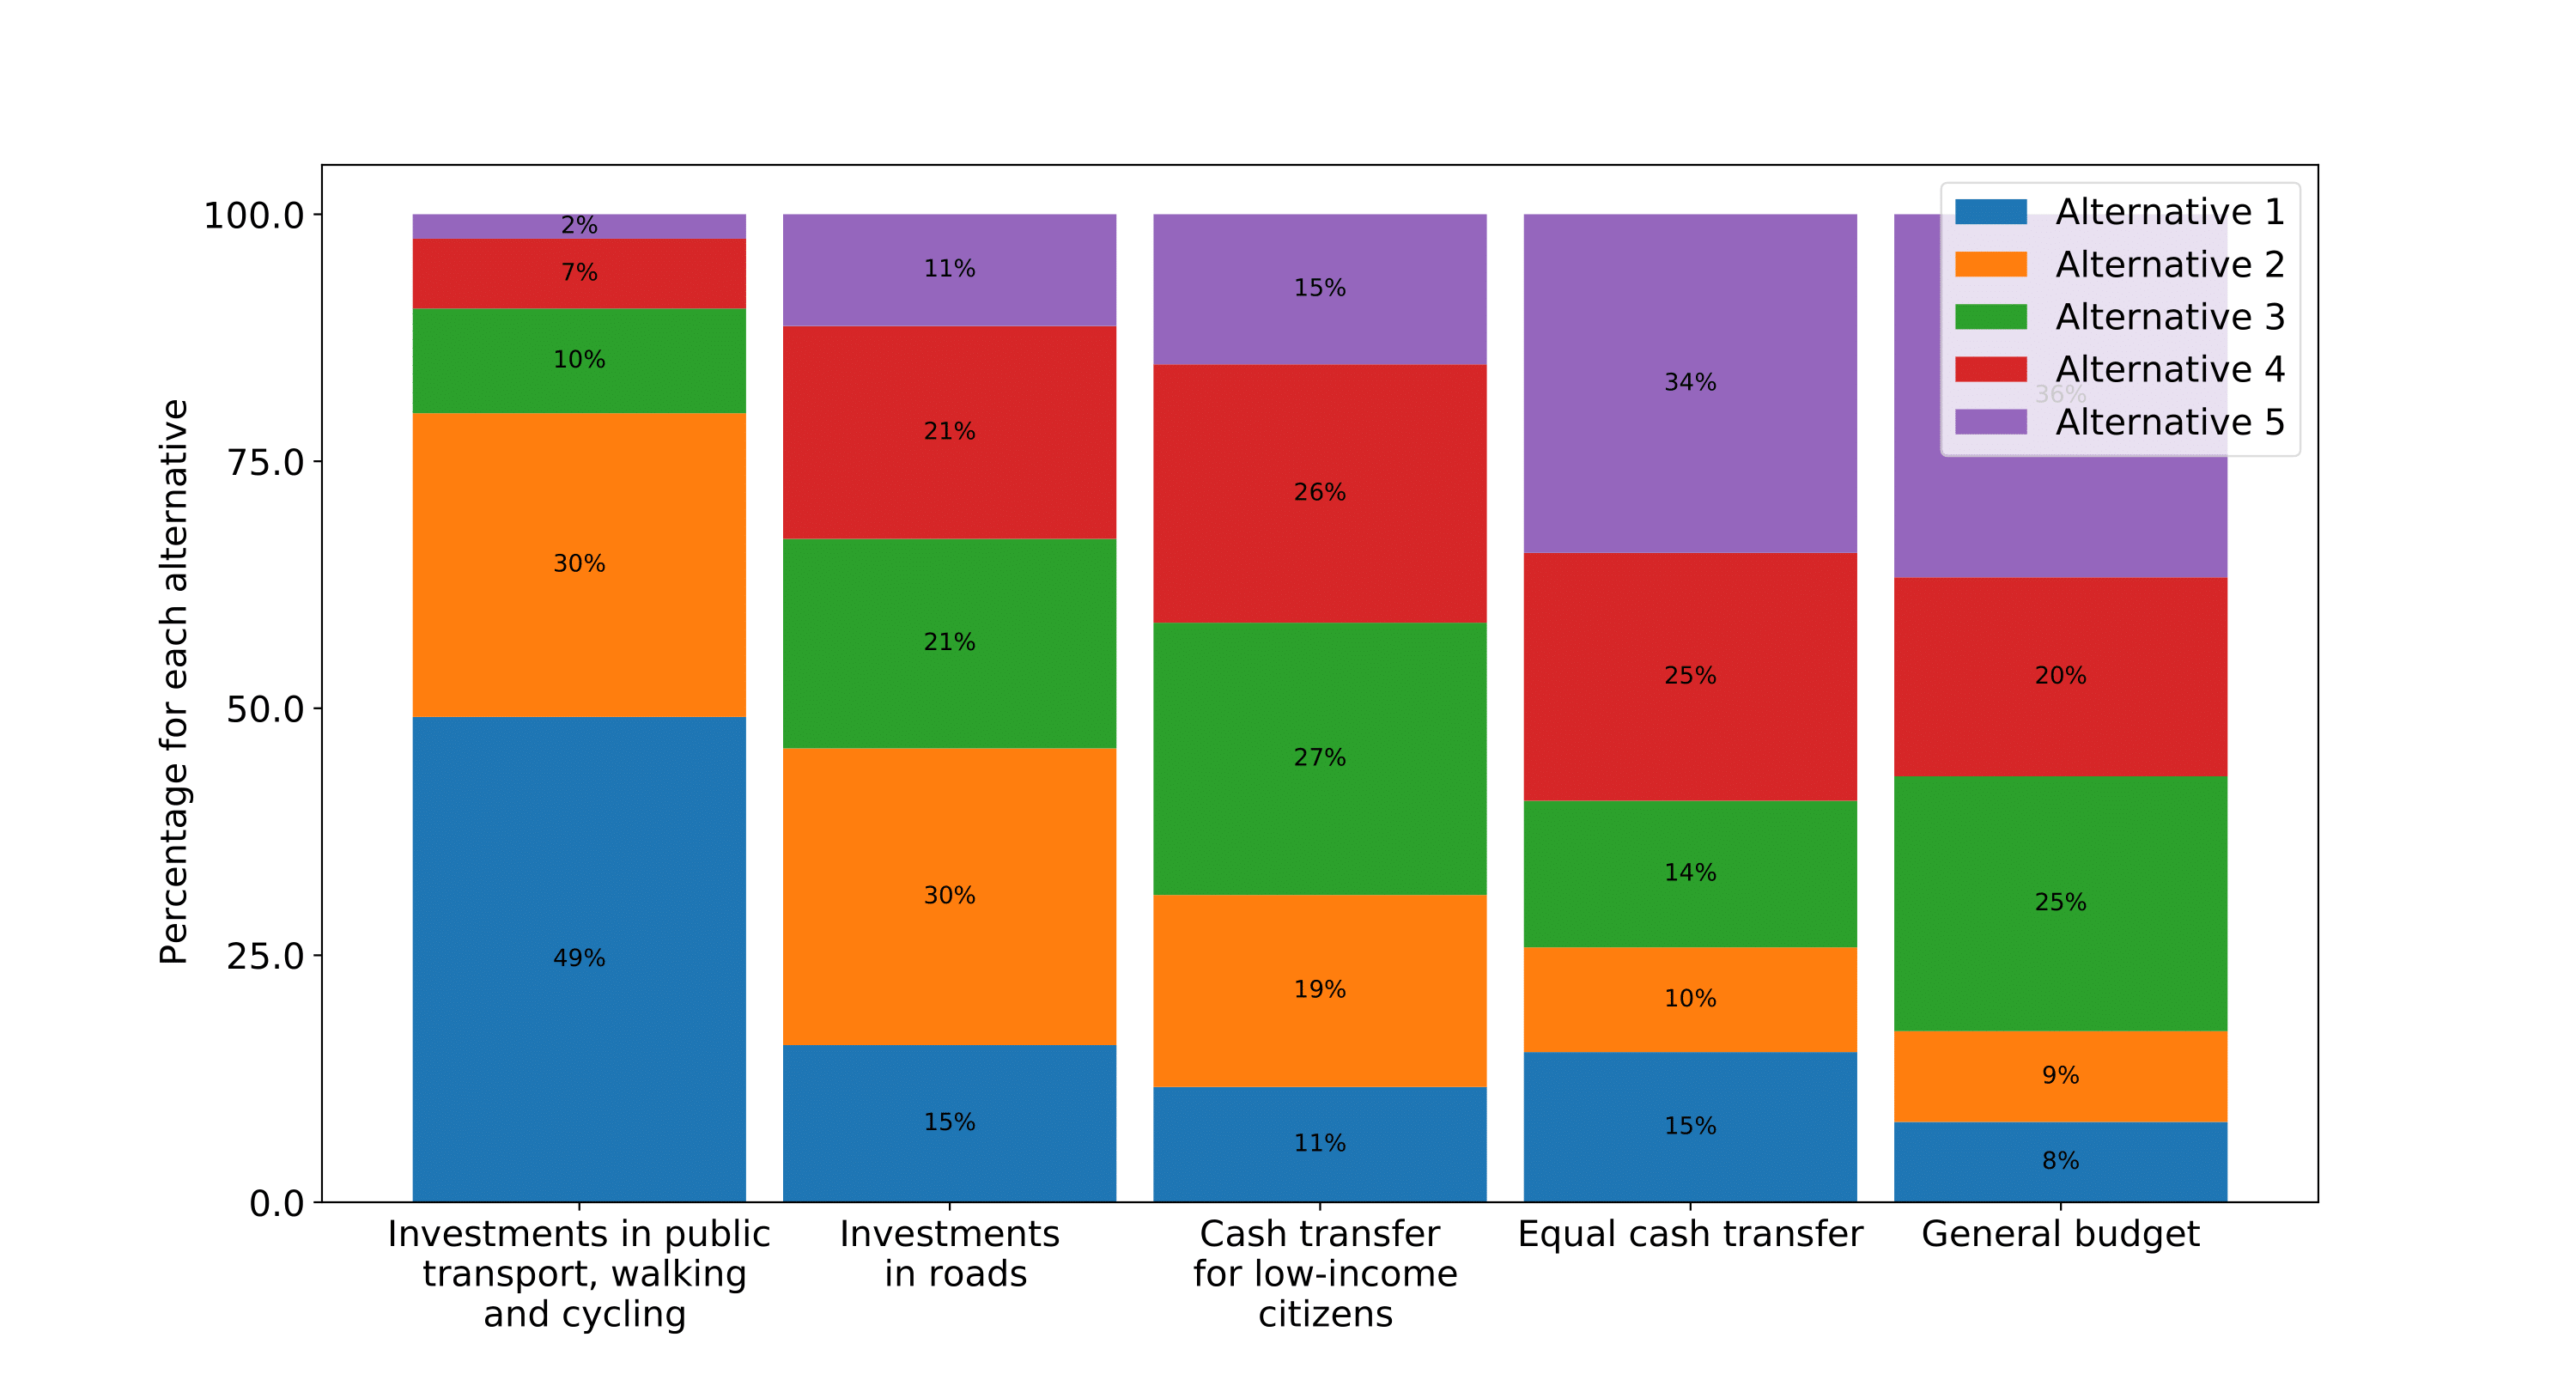 Percentage for each alternative
100.0
75.0
50.0
25.0
0.0
2%
7%
10%
30%
49%
11%
21%
21%
30%
15%
15%
26%
27%
19%
11%
34%
25%
14%
10%
15%
36%
20%
25%
9%
8%
Alternative 1
Alternative 2
Alternative 3
Alternative 4
Alternative 5
Investments in public
transport, walking
and cycling
Investments
in roads
Cash transfer
for low-income
citizens
Equal cash transfer
General budget